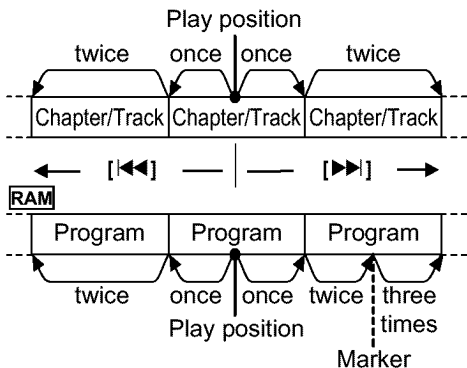 Play position
twice once once twice
Chapter/Track Chapter/Track Chapter/Track
[⏮] [⏭]
RAM
Program Program Program
twice once once twice three times
Play position
Marker